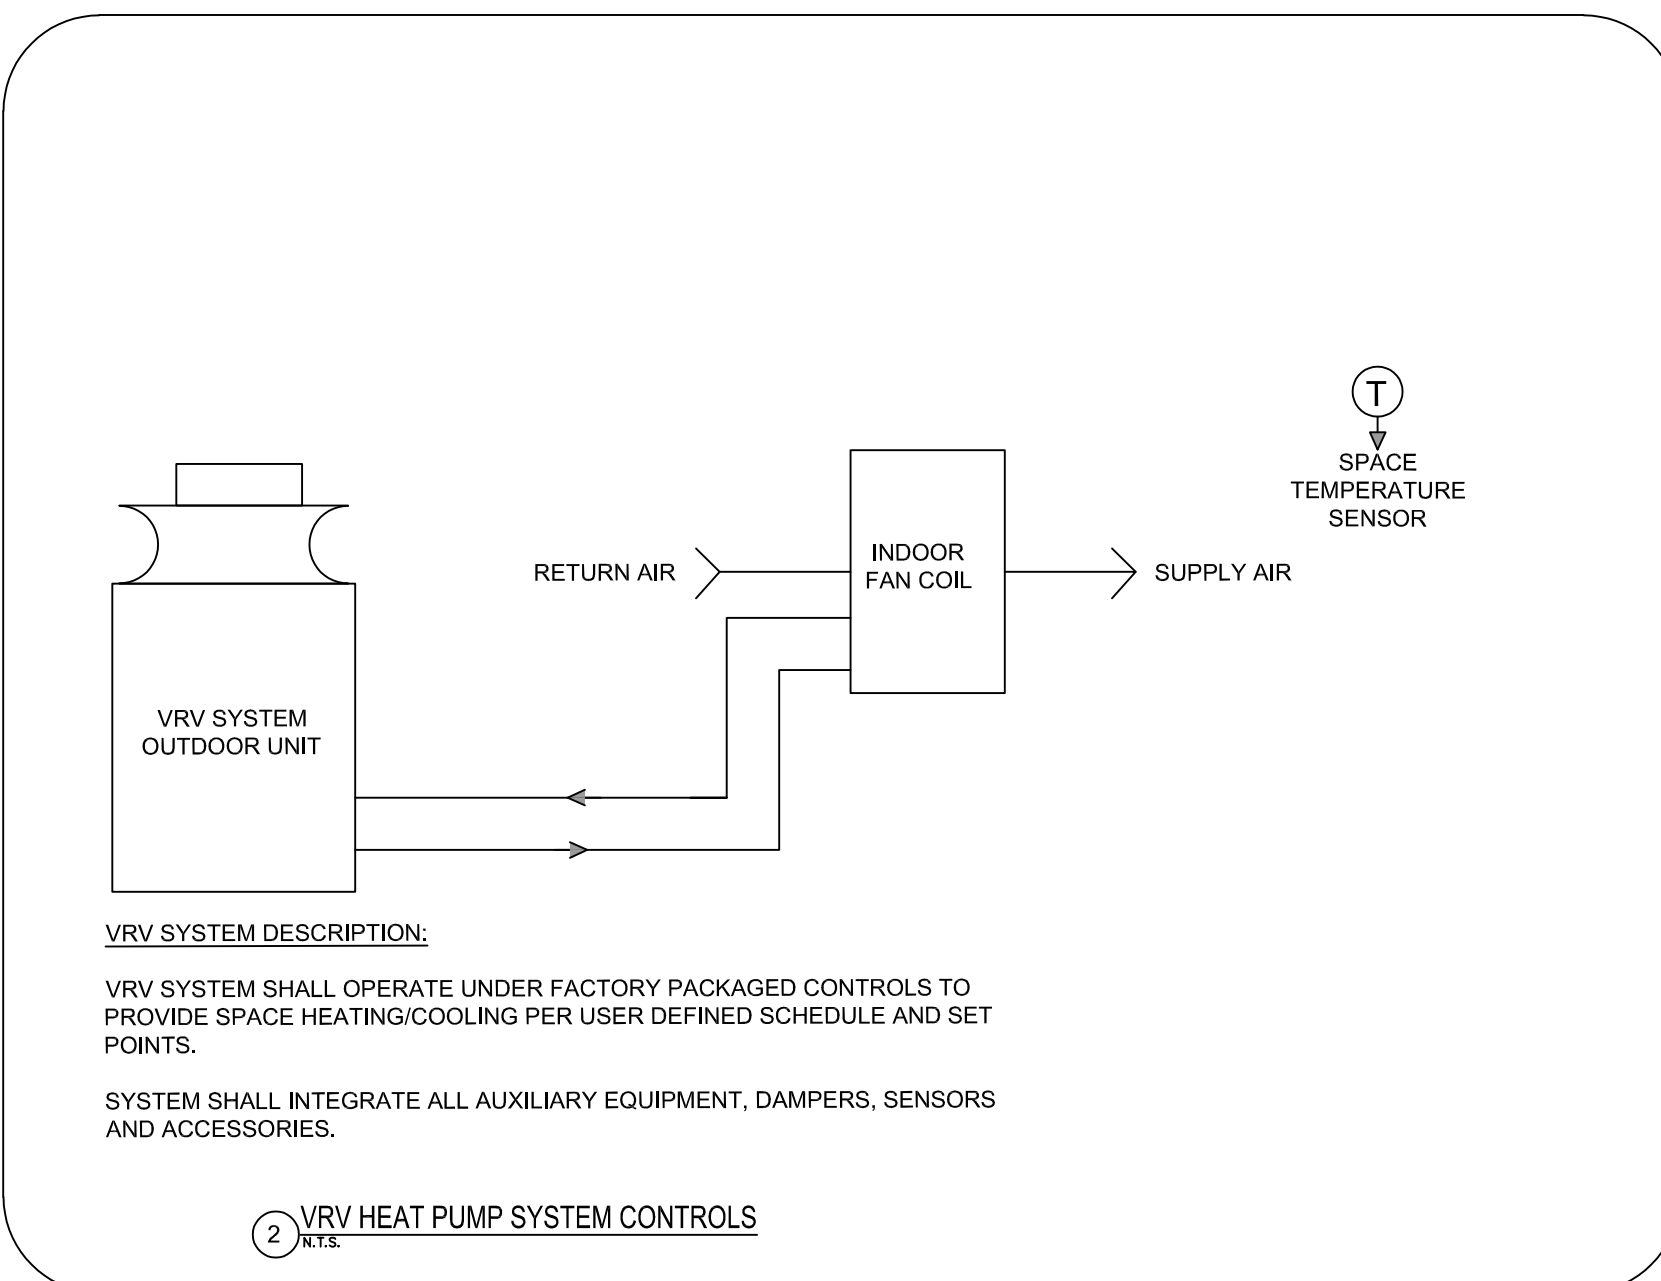 T
SPACE
TEMPERATURE
SENSOR
INDOOR
FAN COIL
RETURN AIR
SUPPLY AIR
VRV SYSTEM
OUTDOOR UNIT
VRV SYSTEM DESCRIPTION:
VRV SYSTEM SHALL OPERATE UNDER FACTORY PACKAGED CONTROLS TO
PROVIDE SPACE HEATING/COOLING PER USER DEFINED SCHEDULE AND SET
POINTS.
SYSTEM SHALL INTEGRATE ALL AUXILIARY EQUIPMENT, DAMPERS, SENSORS
AND ACCESSORIES.
2
VRV HEAT PUMP SYSTEM CONTROLS
N.T.S.